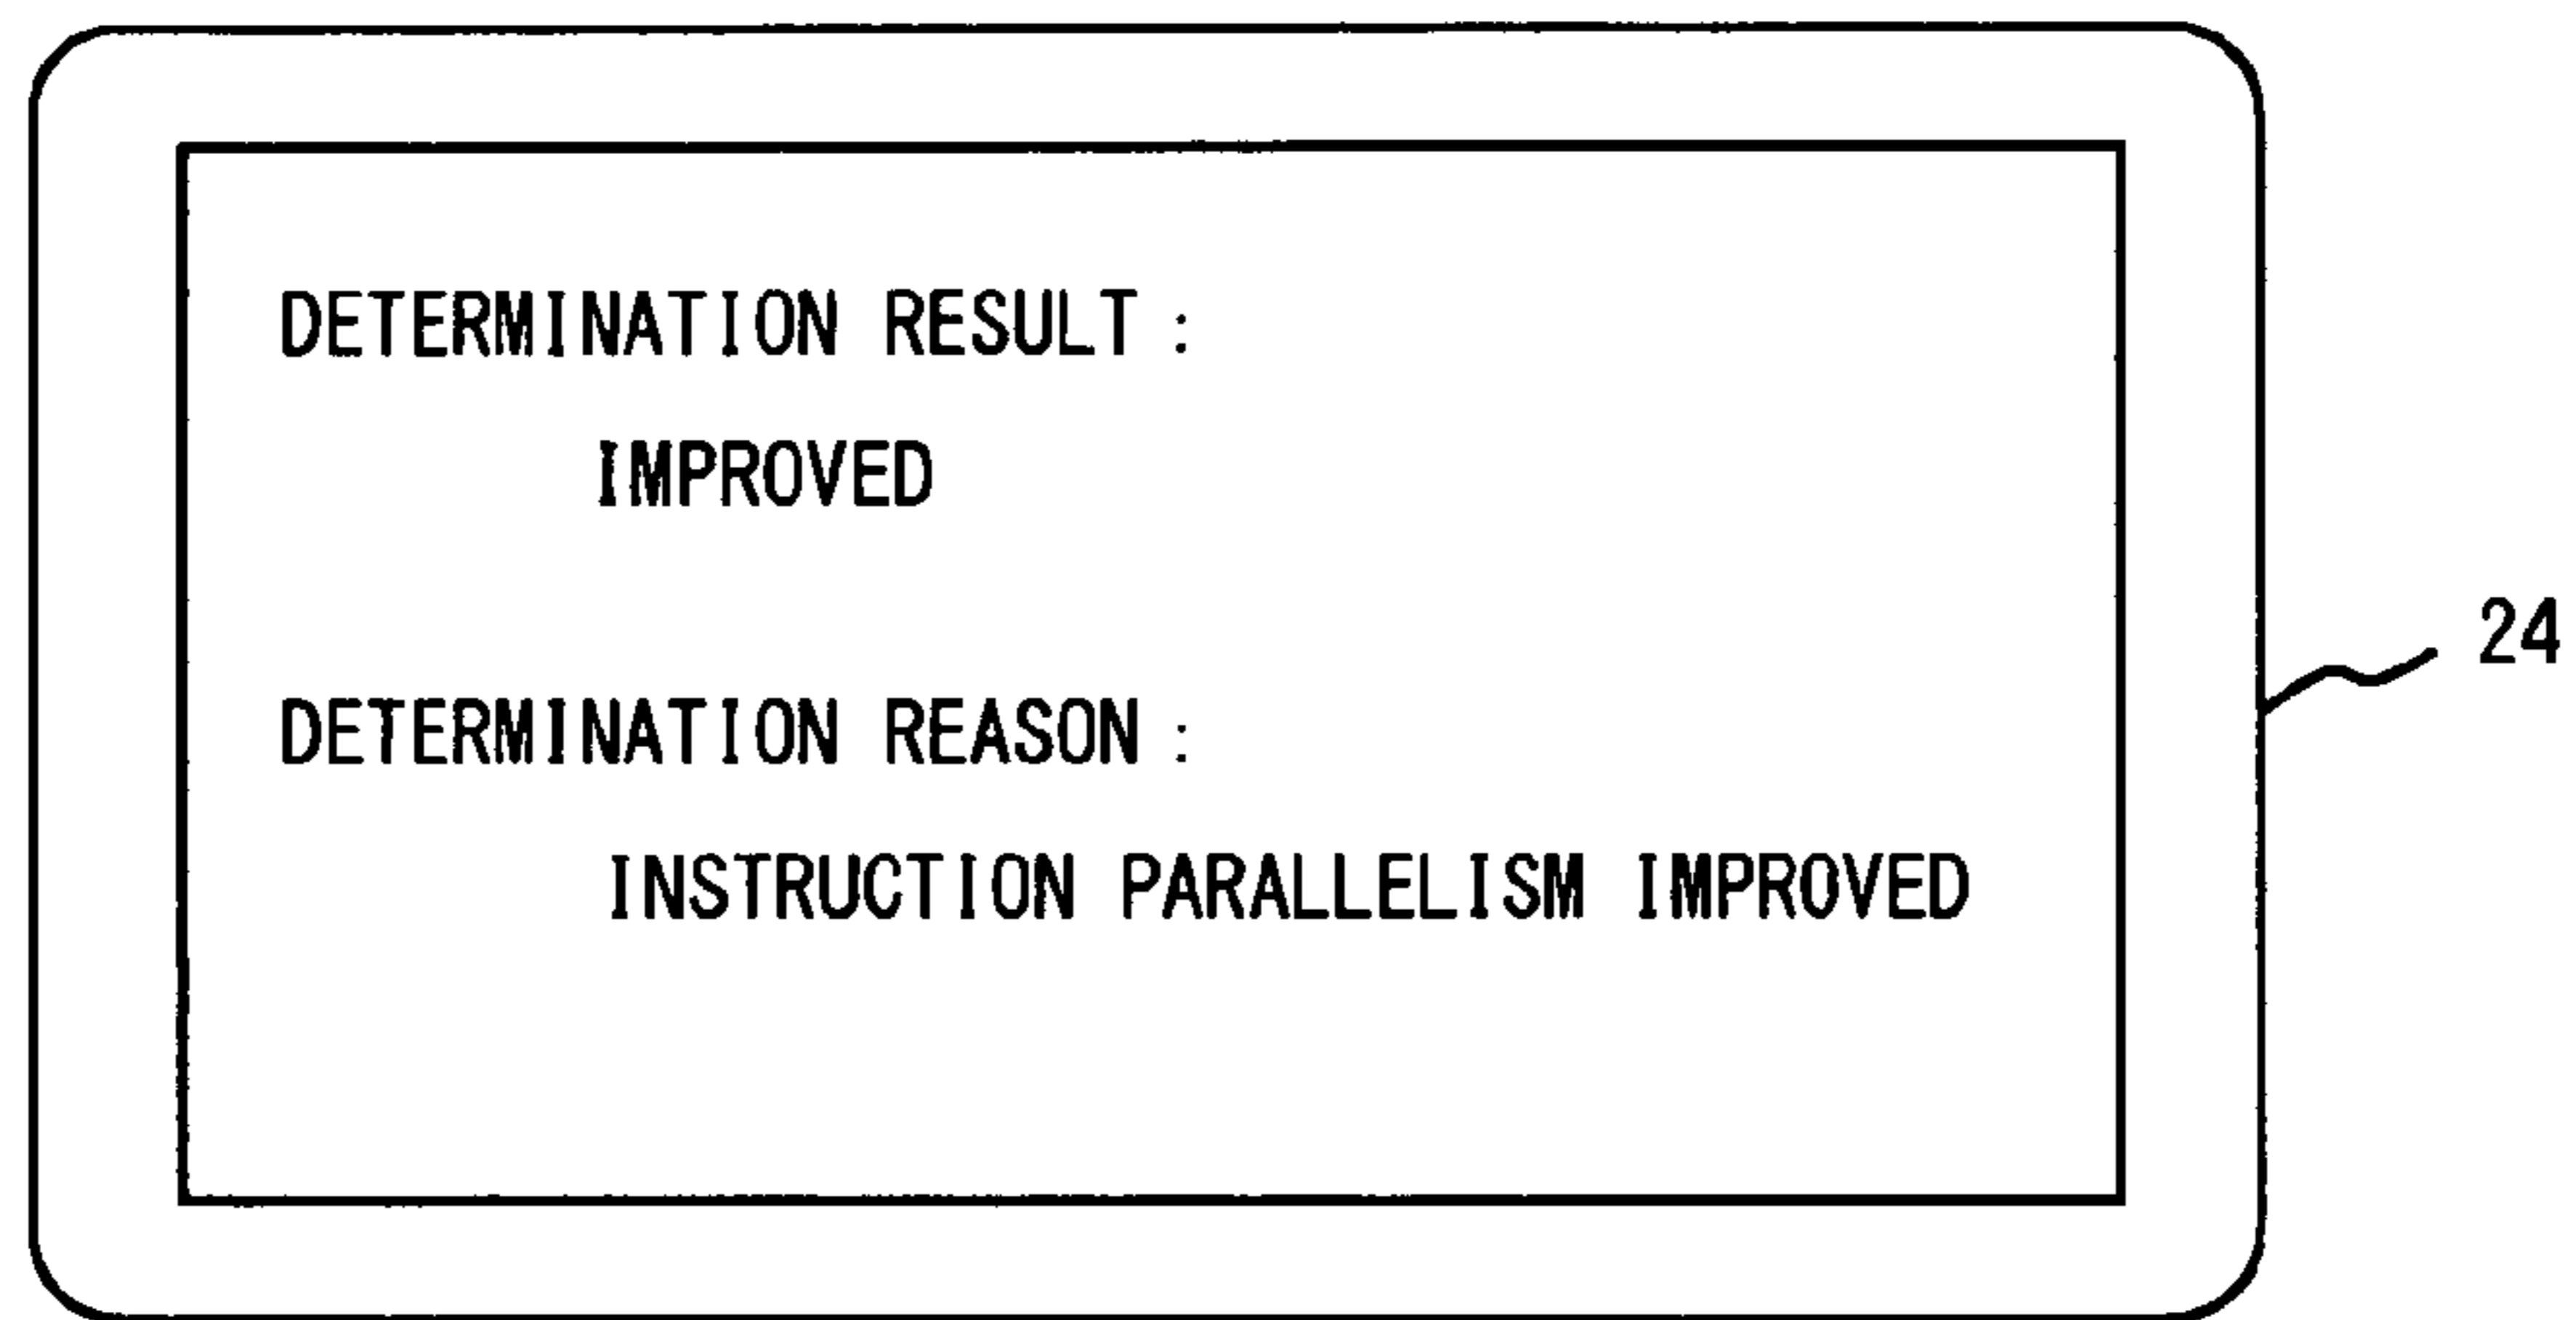 DETERMINATION RESULT :
IMPROVED
24
DETERMINATION REASON :
INSTRUCTION PARALLELISM IMPROVED